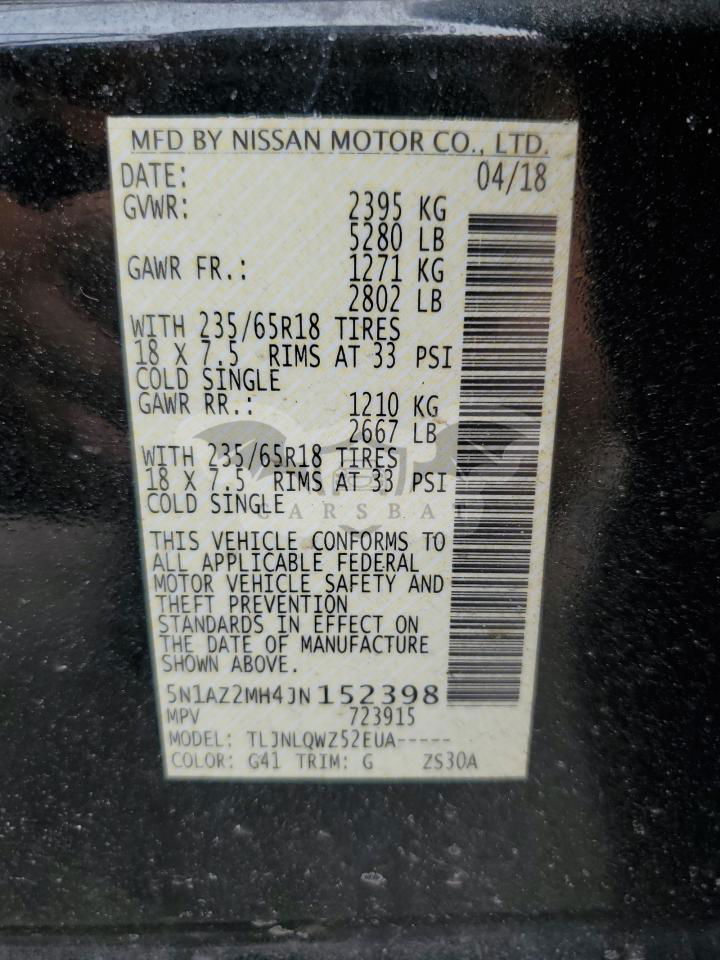 MFD BY NISSAN MOTOR CO., LTD.
DATE: 04/18
GVWR: 2395 KG
5280 LB
GAWR FR.: 1271 KG
2802 LB
WITH 235/65R18 TIRES
18 X 7.5 RIMS AT 33 PSI
COLD SINGLE
GAWR RR.: 1210 KG
2667 LB
WITH 235/65R18 TIRES
18 X 7.5 RIMS AT 33 PSI
COLD SINGLE
CARSBAT
THIS VEHICLE CONFORMS TO
ALL APPLICABLE FEDERAL
MOTOR VEHICLE SAFETY AND
THEFT PREVENTION
STANDARDS IN EFFECT ON
THE DATE OF MANUFACTURE
SHOWN ABOVE.
5N1AZ2MH4JN152398
MPV 723915
MODEL: TLJNLQWZ52EUA-----
COLOR: G41 TRIM: G ZS30A